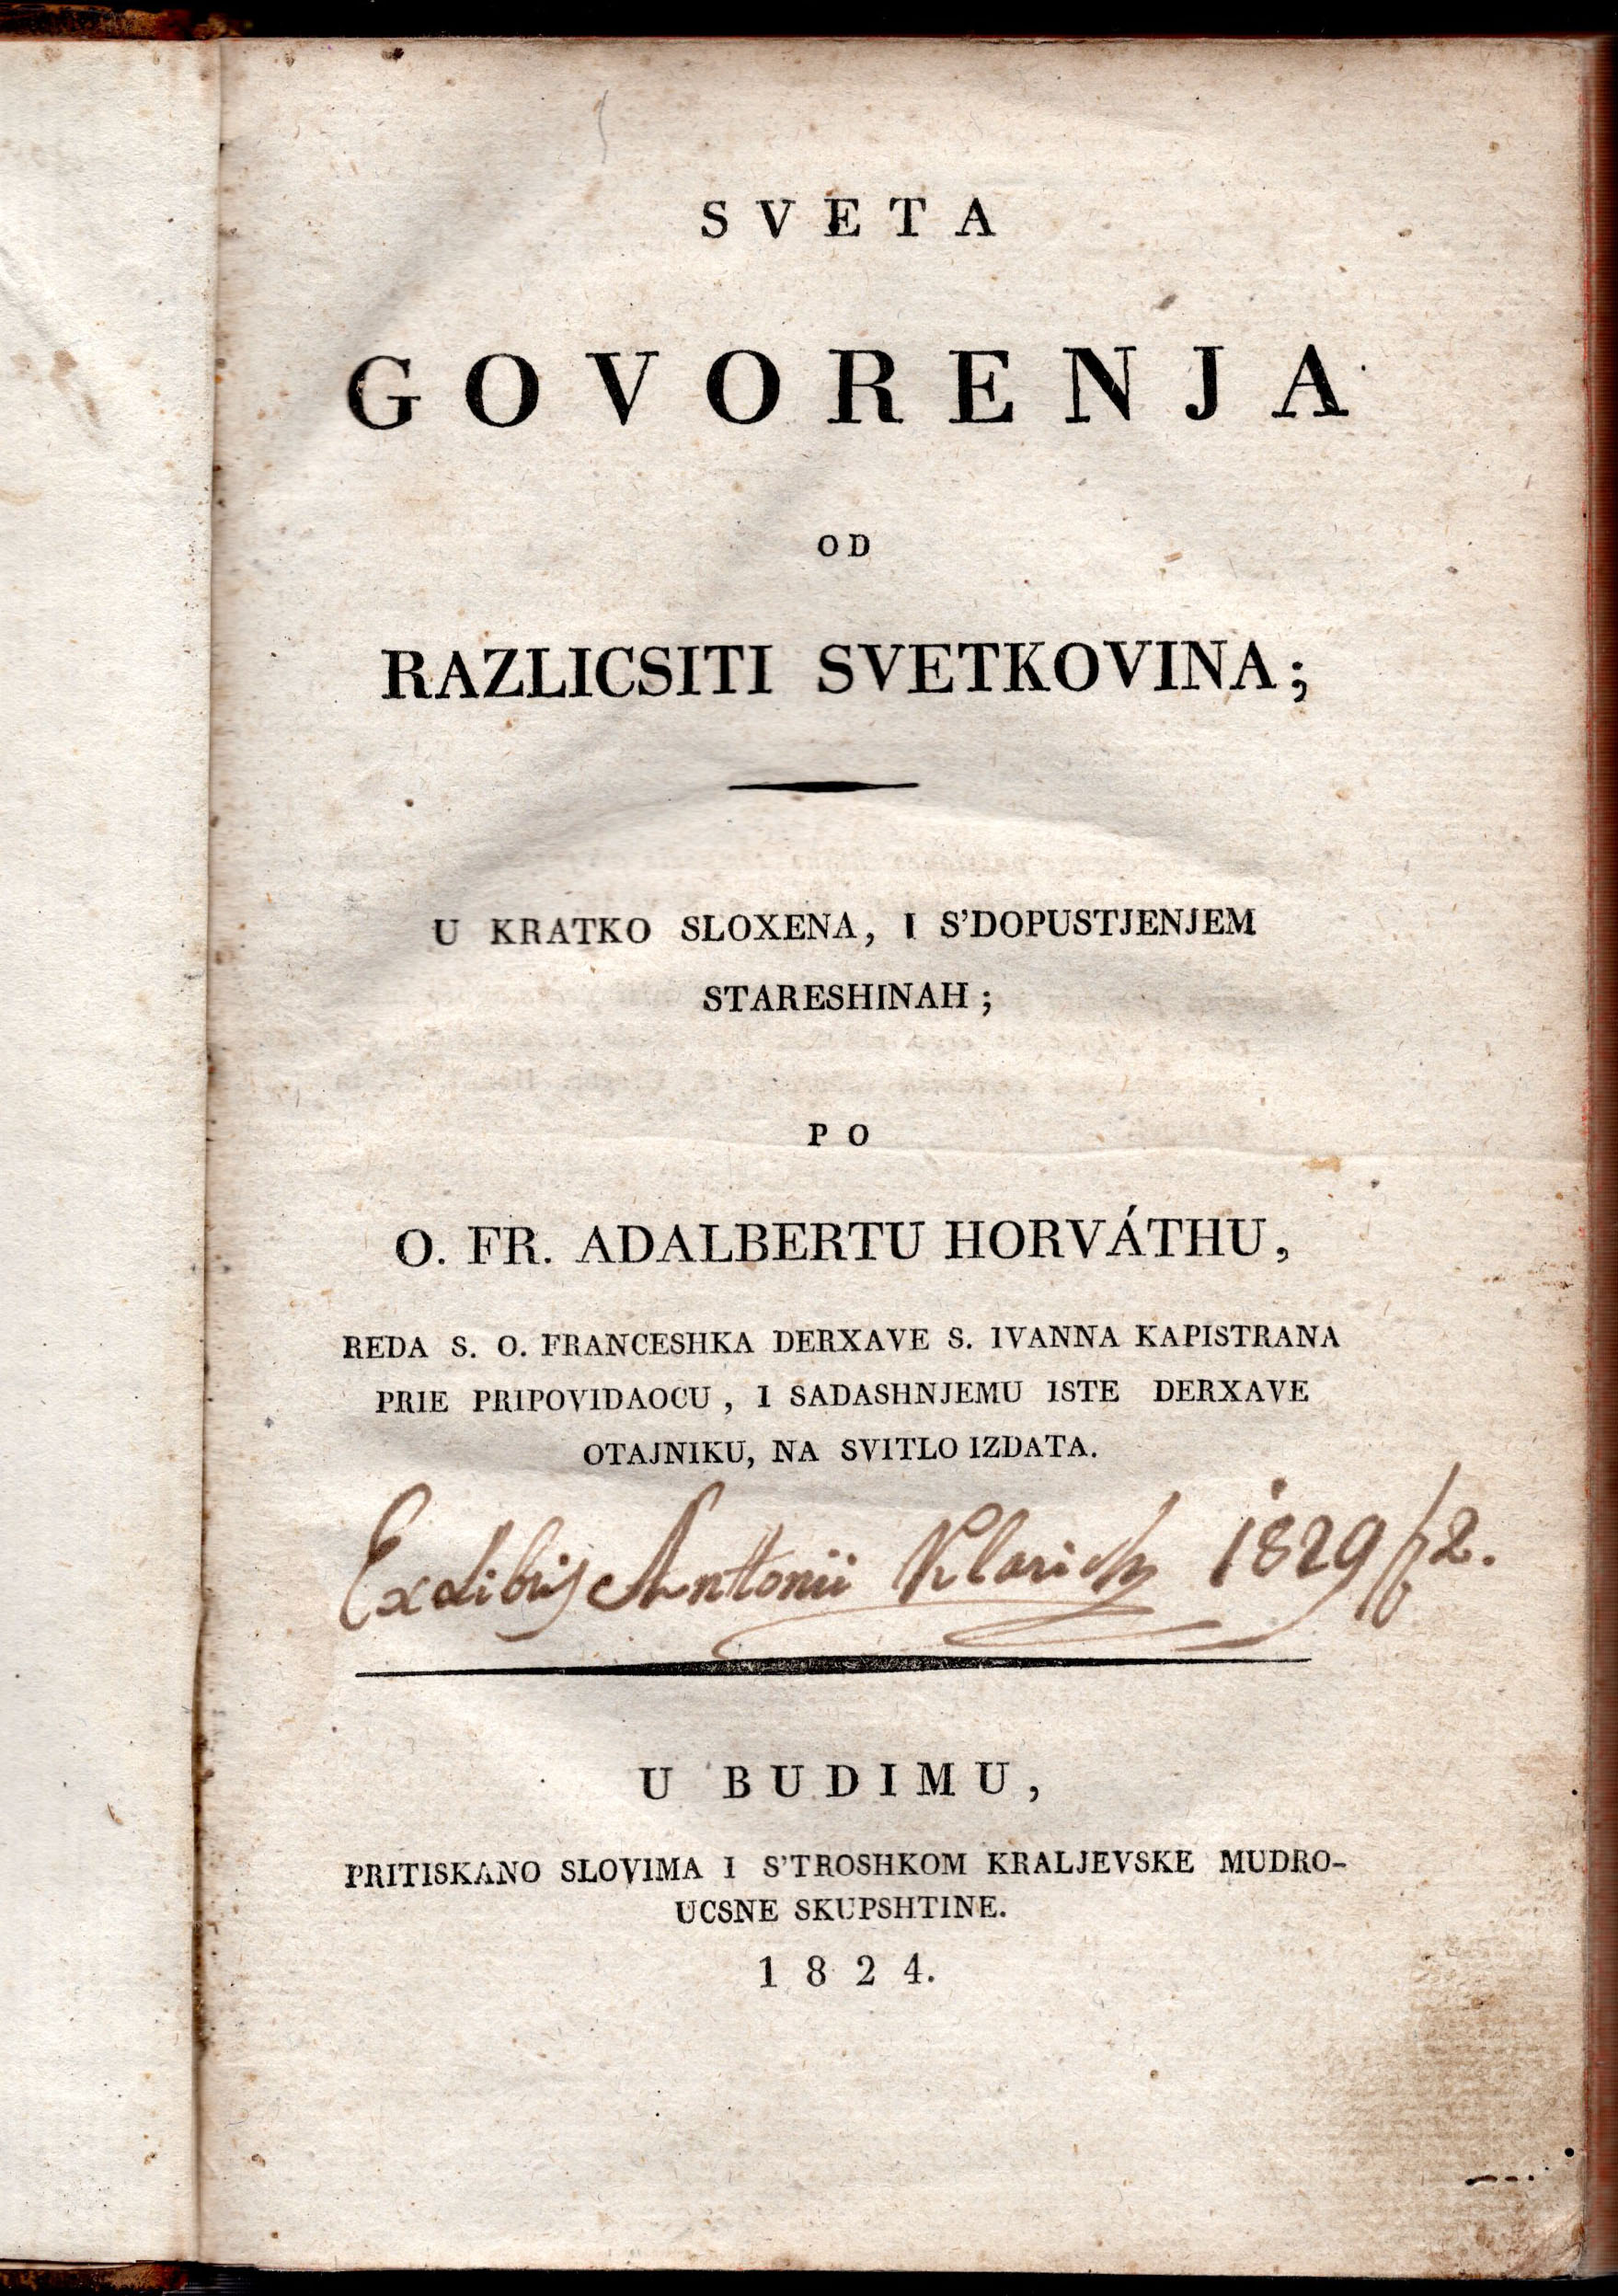 SVETA
GOVORENJA
OD
RAZLICSITI SVETKOVINA;
U KRATKO SLOXENA, I S'DOPUSTJENJEM
STARESHINAH;
PO
O. FR. ADALBERTU HORVÁTHU,
REDA S. O. FRANCESHKA DERXAVE S. IVANNA KAPISTRANA
PRIE PRIPOVIDAOCU, I SADASHNJEMU ISTE DERXAVE
OTAJNIKU, NA SVITLO IZDATA.
Ex Libris Antonii Klarich 1829
U BUDIMU,
PRITISKANO SLOVIMA I S'TROSHKOM KRALJEVSKE MUDRO-
UCSNE SKUPSHTINE.
1824.